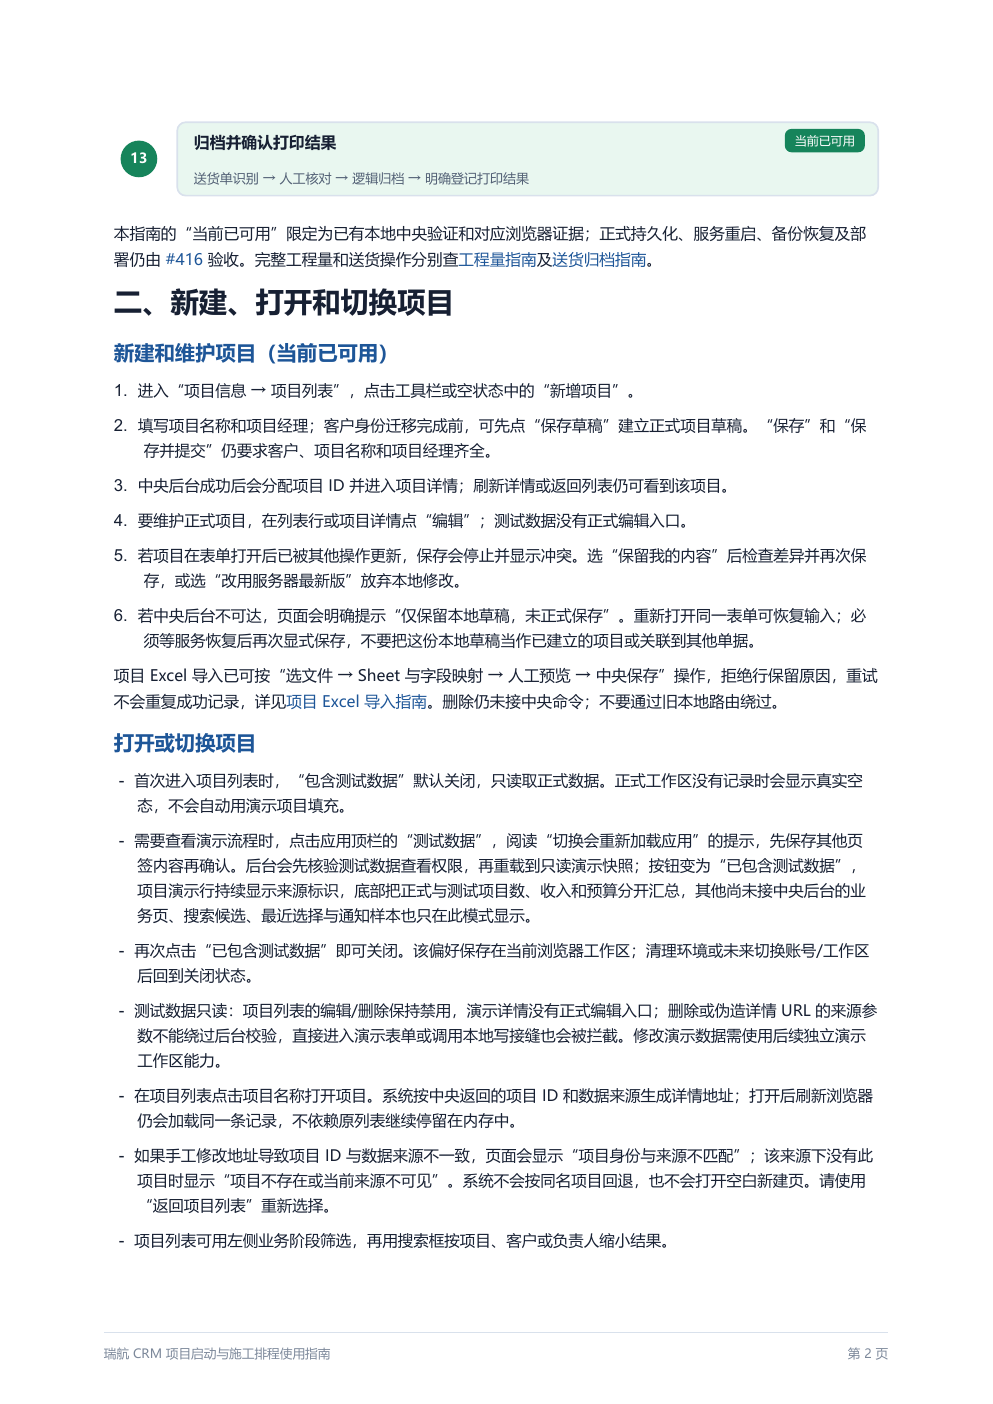 13
归档并确认打印结果
当前已可用
送货单识别 → 人工核对 → 逻辑归档 → 明确登记打印结果
本指南的“当前已可用”限定为已有本地中央验证和对应浏览器证据；正式持久化、服务重启、备份恢复及部
署仍由 #416 验收。完整工程量和送货操作分别查工程量指南及送货归档指南。
二、新建、打开和切换项目
新建和维护项目（当前已可用）
1. 进入“项目信息 → 项目列表”，点击工具栏或空状态中的“新增项目”。
2. 填写项目名称和项目经理；客户身份迁移完成前，可先点“保存草稿”建立正式项目草稿。“保存”和“保
存并提交”仍要求客户、项目名称和项目经理齐全。
3. 中央后台成功后会分配项目 ID 并进入项目详情；刷新详情或返回列表仍可看到该项目。
4. 要维护正式项目，在列表行或项目详情点“编辑”；测试数据没有正式编辑入口。
5. 若项目在表单打开后已被其他操作更新，保存会停止并显示冲突。选“保留我的内容”后检查差异并再次保
存，或选“改用服务器最新版”放弃本地修改。
6. 若中央后台不可达，页面会明确提示“仅保留本地草稿，未正式保存”。重新打开同一表单可恢复输入；必
须等服务恢复后再次显式保存，不要把这份本地草稿当作已建立的项目或关联到其他单据。
项目 Excel 导入已可按“选文件 → Sheet 与字段映射 → 人工预览 → 中央保存”操作，拒绝行保留原因，重试
不会重复成功记录，详见项目 Excel 导入指南。删除仍未接中央命令；不要通过旧本地路由绕过。
打开或切换项目
- 首次进入项目列表时，“包含测试数据”默认关闭，只读取正式数据。正式工作区没有记录时会显示真实空
态，不会自动用演示项目填充。
- 需要查看演示流程时，点击应用顶栏的“测试数据”，阅读“切换会重新加载应用”的提示，先保存其他页
签内容再确认。后台会先核验测试数据查看权限，再重载到只读演示快照；按钮变为“已包含测试数据”，
项目演示行持续显示来源标识，底部把正式与测试项目数、收入和预算分开汇总，其他尚未接中央后台的业
务页、搜索候选、最近选择与通知样本也只在此模式显示。
- 再次点击“已包含测试数据”即可关闭。该偏好保存在当前浏览器工作区；清理环境或未来切换账号/工作区
后回到关闭状态。
- 测试数据只读：项目列表的编辑/删除保持禁用，演示详情没有正式编辑入口；删除或伪造详情 URL 的来源参
数不能绕过后台校验，直接进入演示表单或调用本地写接缝也会被拦截。修改演示数据需使用后续独立演示
工作区能力。
- 在项目列表点击项目名称打开项目。系统按中央返回的项目 ID 和数据来源生成详情地址；打开后刷新浏览器
仍会加载同一条记录，不依赖原列表继续停留在内存中。
- 如果手工修改地址导致项目 ID 与数据来源不一致，页面会显示“项目身份与来源不匹配”；该来源下没有此
项目时显示“项目不存在或当前来源不可见”。系统不会按同名项目回退，也不会打开空白新建页。请使用
“返回项目列表”重新选择。
- 项目列表可用左侧业务阶段筛选，再用搜索框按项目、客户或负责人缩小结果。
瑞航 CRM 项目启动与施工排程使用指南
第 2 页